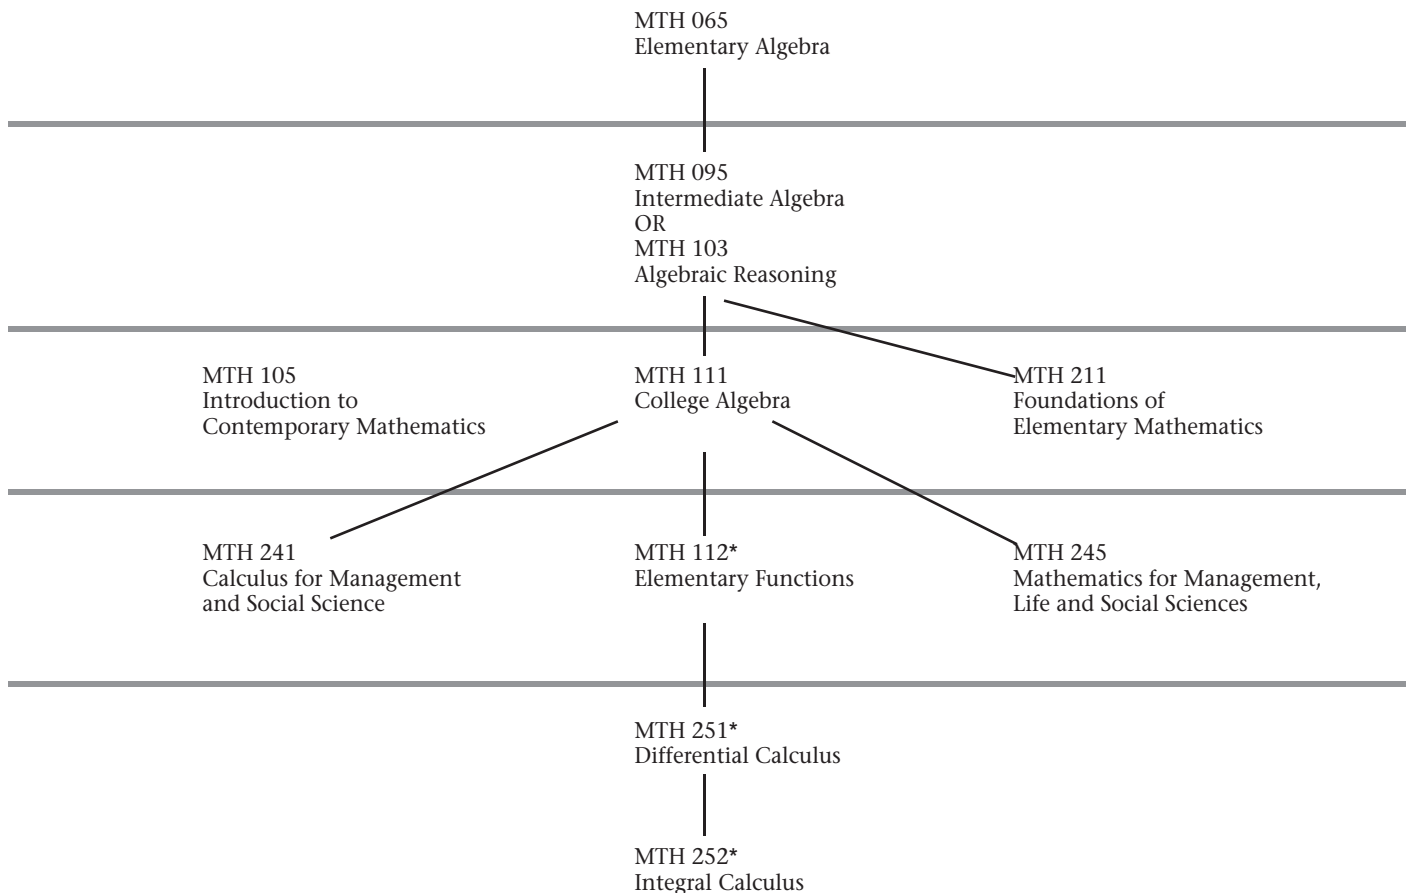 MTH 065
Elementary Algebra
MTH 095
Intermediate Algebra
OR
MTH 103
Algebraic Reasoning
MTH 105
Introduction to
Contemporary Mathematics
MTH 111
College Algebra
MTH 211
Foundations of
Elementary Mathematics
MTH 241
Calculus for Management
and Social Science
MTH 112*
Elementary Functions
MTH 245
Mathematics for Management,
Life and Social Sciences
MTH 251*
Differential Calculus
MTH 252*
Integral Calculus